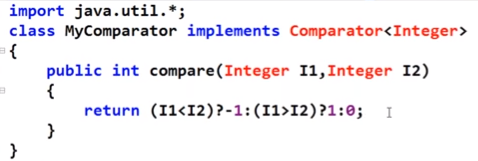 import java.util.*;
class MyComparator implements Comparator<Integer>
{
public int compare(Integer I1,Integer I2)
{
return (I1<I2)?-1:(I1>I2)?1:0;
}
}